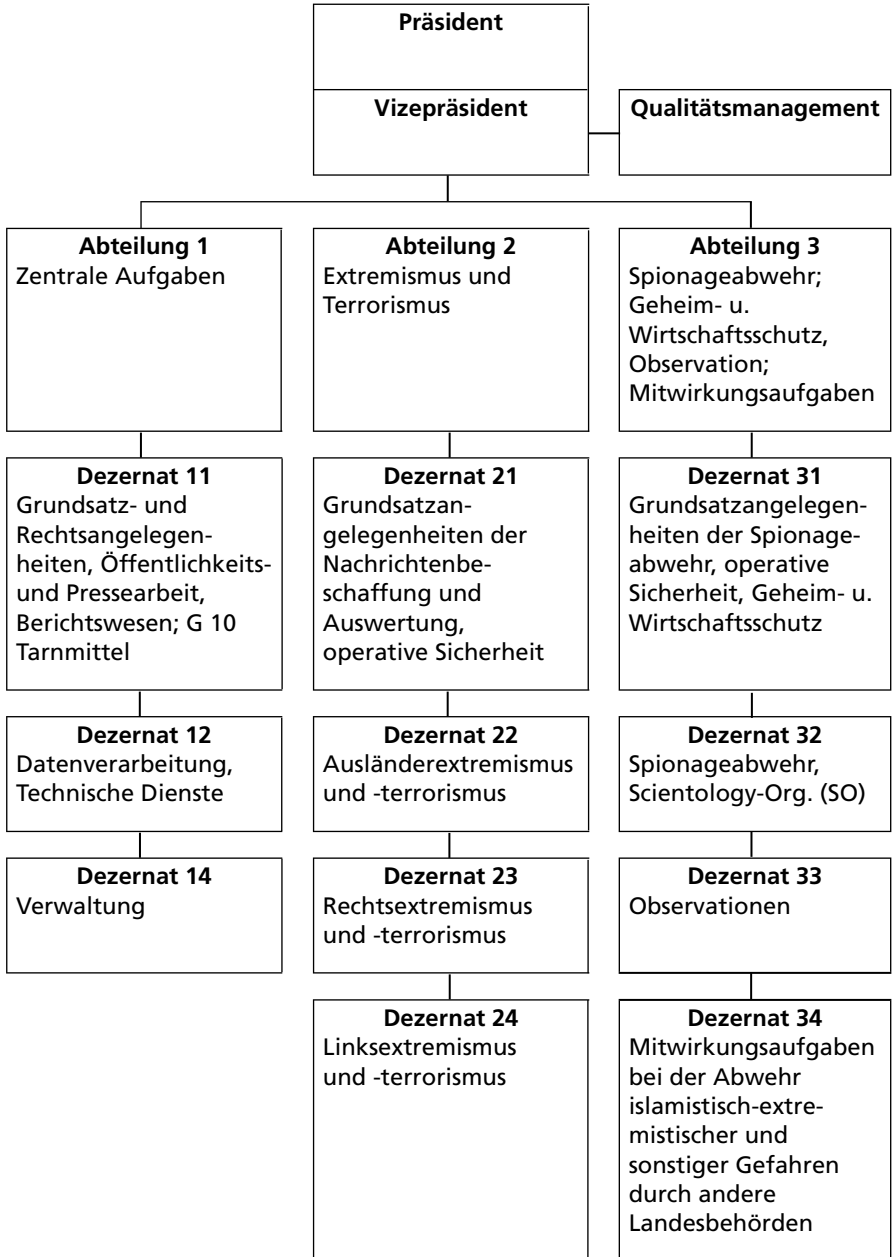 Präsident
Vizepräsident
Qualitätsmanagement
Abteilung 1
Zentrale Aufgaben
Abteilung 2
Extremismus und
Terrorismus
Abteilung 3
Spionageabwehr;
Geheim- u.
Wirtschaftsschutz,
Observation;
Mitwirkungsaufgaben
Dezernat 11
Grundsatz- und
Rechtsangelegen-
heiten, Öffentlichkeits-
und Pressearbeit,
Berichtswesen; G 10
Tarnmittel
Dezernat 21
Grundsatzan-
gelegenheiten der
Nachrichtenbe-
schaffung und
Auswertung,
operative Sicherheit
Dezernat 31
Grundsatzangelegen-
heiten der Spionage-
abwehr, operative
Sicherheit, Geheim- u.
Wirtschaftsschutz
Dezernat 12
Datenverarbeitung,
Technische Dienste
Dezernat 22
Ausländerextremismus
und -terrorismus
Dezernat 32
Spionageabwehr,
Scientology-Org. (SO)
Dezernat 14
Verwaltung
Dezernat 23
Rechtsextremismus
und -terrorismus
Dezernat 33
Observationen
Dezernat 24
Linksextremismus
und -terrorismus
Dezernat 34
Mitwirkungsaufgaben
bei der Abwehr
islamistisch-extre-
mistischer und
sonstiger Gefahren
durch andere
Landesbehörden